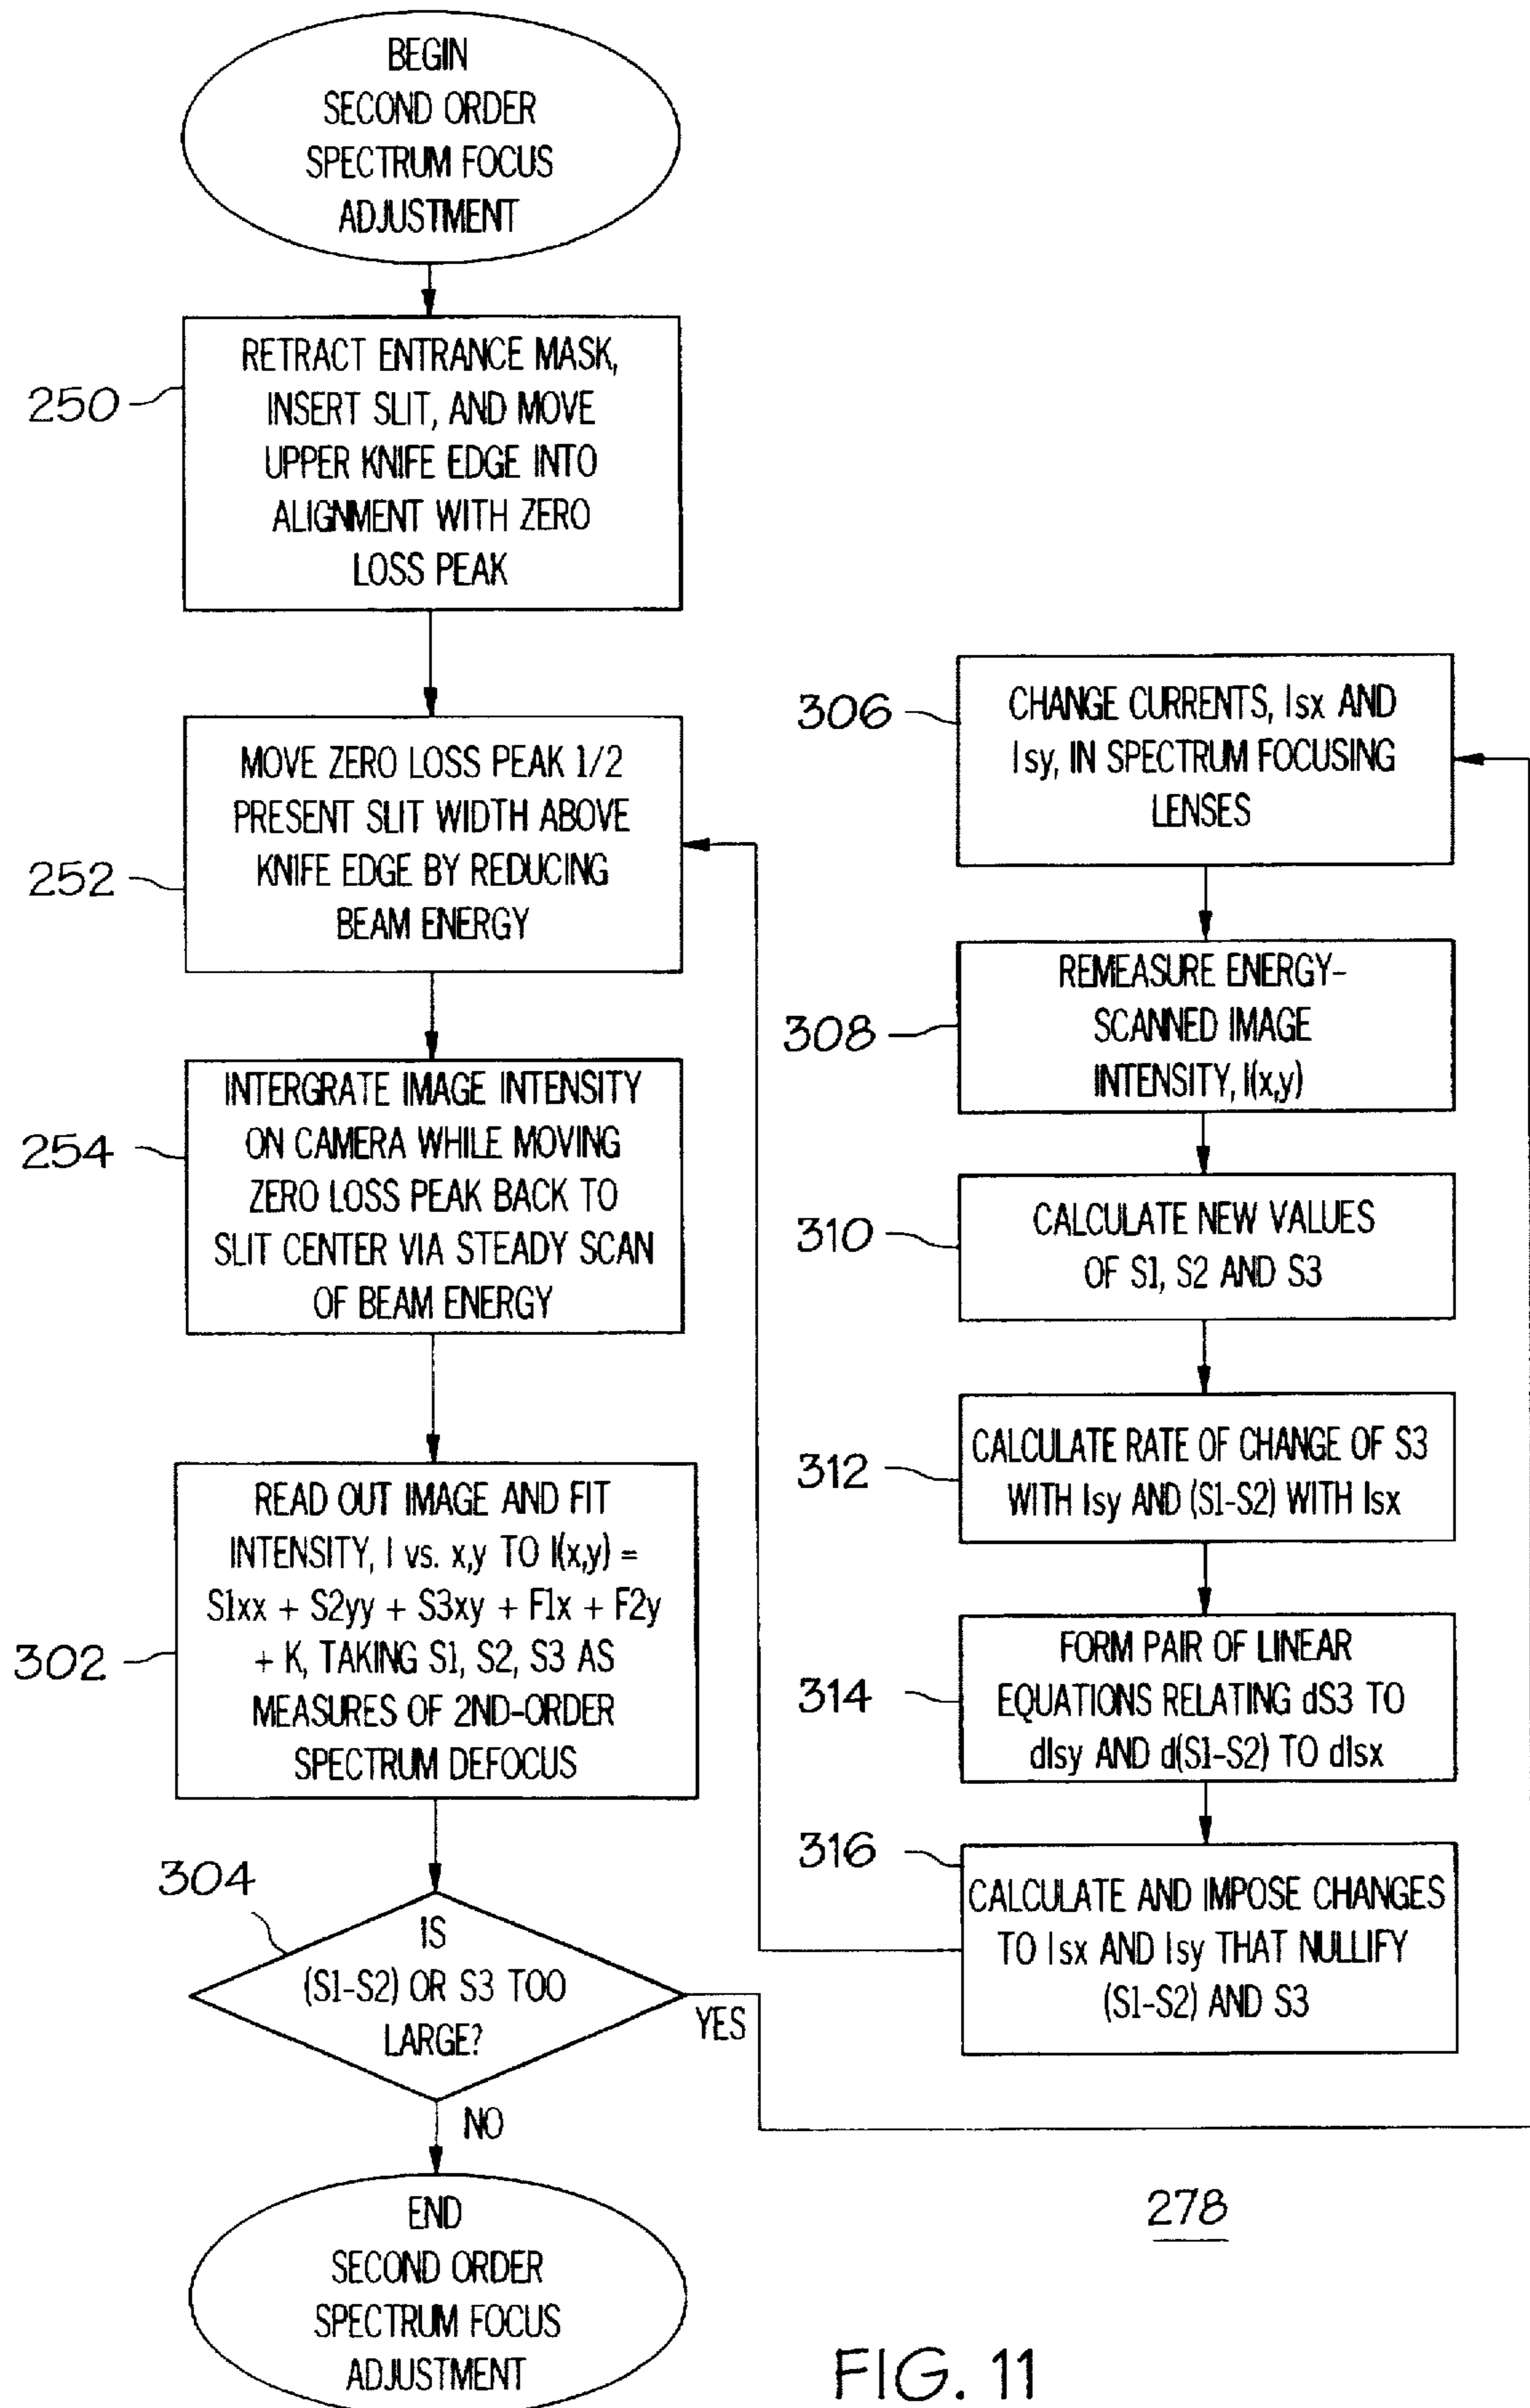 BEGIN
SECOND ORDER
SPECTRUM FOCUS
ADJUSTMENT
250
RETRACT ENTRANCE MASK,
INSERT SLIT, AND MOVE
UPPER KNIFE EDGE INTO
ALIGNMENT WITH ZERO
LOSS PEAK
252
MOVE ZERO LOSS PEAK 1/2
PRESENT SLIT WIDTH ABOVE
KNIFE EDGE BY REDUCING
BEAM ENERGY
254
INTERGRATE IMAGE INTENSITY
ON CAMERA WHILE MOVING
ZERO LOSS PEAK BACK TO
SLIT CENTER VIA STEADY SCAN
OF BEAM ENERGY
302
READ OUT IMAGE AND FIT
INTENSITY, I vs. x,y TO I(x,y) =
S1xx + S2yy + S3xy + F1x + F2y
+ K, TAKING S1, S2, S3 AS
MEASURES OF 2ND-ORDER
SPECTRUM DEFOCUS
304
IS
(S1-S2) OR S3 TOO
LARGE?
YES
NO
END
SECOND ORDER
SPECTRUM FOCUS
ADJUSTMENT
306
CHANGE CURRENTS, Isx AND
Isy, IN SPECTRUM FOCUSING
LENSES
308
REMEASURE ENERGY-
SCANNED IMAGE
INTENSITY, I(x,y)
310
CALCULATE NEW VALUES
OF S1, S2 AND S3
312
CALCULATE RATE OF CHANGE OF S3
WITH Isy AND (S1-S2) WITH Isx
314
FORM PAIR OF LINEAR
EQUATIONS RELATING dS3 TO
dIsy AND d(S1-S2) TO dIsx
316
CALCULATE AND IMPOSE CHANGES
TO Isx AND Isy THAT NULLIFY
(S1-S2) AND S3
278
FIG. 11